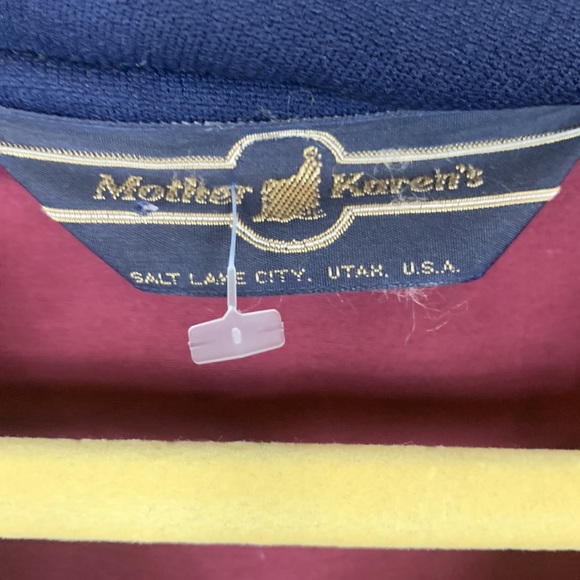 Mother Karen's
SALT LAKE CITY, UTAH, U.S.A.